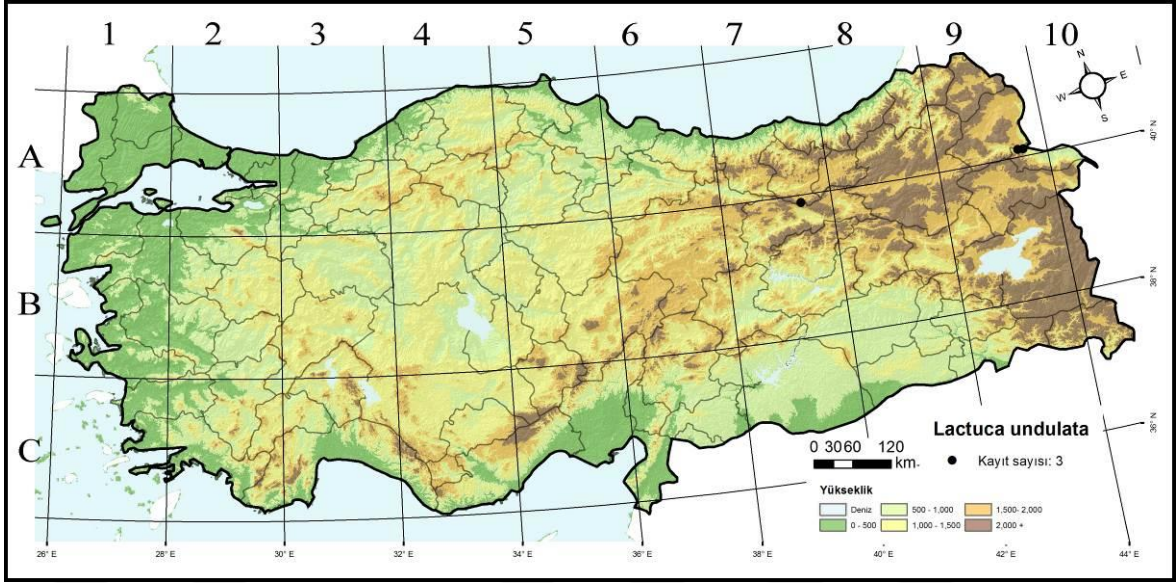 1 2 3 4 5 6 7 8 9 10
N
W E
S
40° N
A
38° N
B
36° N
C
Lactuca undulata
0 30 60 120
km
Kayıt sayısı: 3
Yükseklik
Deniz 500 - 1,000 1,500- 2,000
0 - 500 1,000 - 1,500 2,000 +
26° E 28° E 30° E 32° E 34° E 36° E 38° E 40° E 42° E 44° E